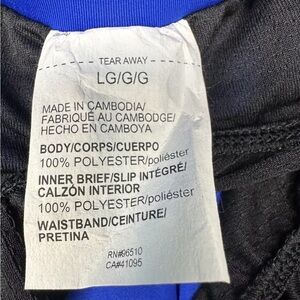 TEAR AWAY
LG/G/G
MADE IN CAMBODIA/
FABRIQUÉ AU CAMBODGE/
HECHO EN CAMBOYA
BODY/CORPS/CUERPO
100% POLYESTER/poliéster
INNER BRIEF/SLIP INTÉGRÉ/
CALZÓN INTERIOR
100% POLYESTER/poliéster
WAISTBAND/CEINTURE/
PRETINA
RN#96510
CA#41095